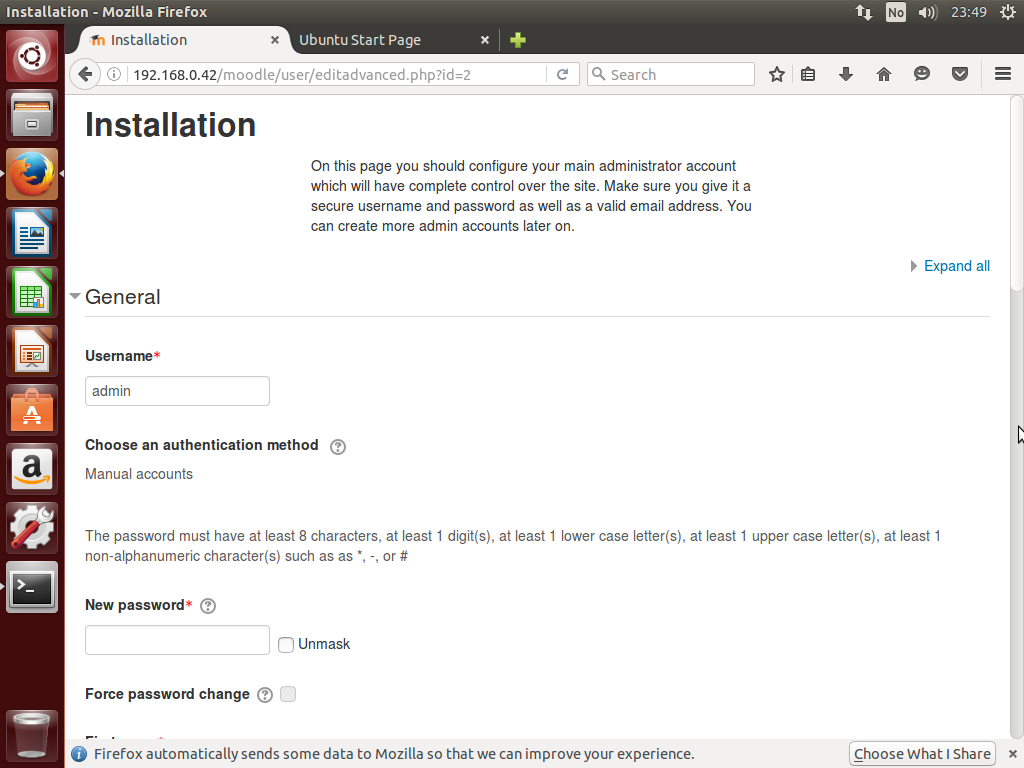 Installation - Mozilla Firefox
No
23:49
Installation
Ubuntu Start Page
192.168.0.42/moodle/user/editadvanced.php?id=2
Search
Installation
On this page you should configure your main administrator account
which will have complete control over the site. Make sure you give it a
secure username and password as well as a valid email address. You
can create more admin accounts later on.
Expand all
General
Username*
admin
Choose an authentication method
Manual accounts
The password must have at least 8 characters, at least 1 digit(s), at least 1 lower case letter(s), at least 1 upper case letter(s), at least 1
non-alphanumeric character(s) such as as *, -, or #
New password*
Unmask
Force password change
Firefox automatically sends some data to Mozilla so that we can improve your experience.
Choose What I Share